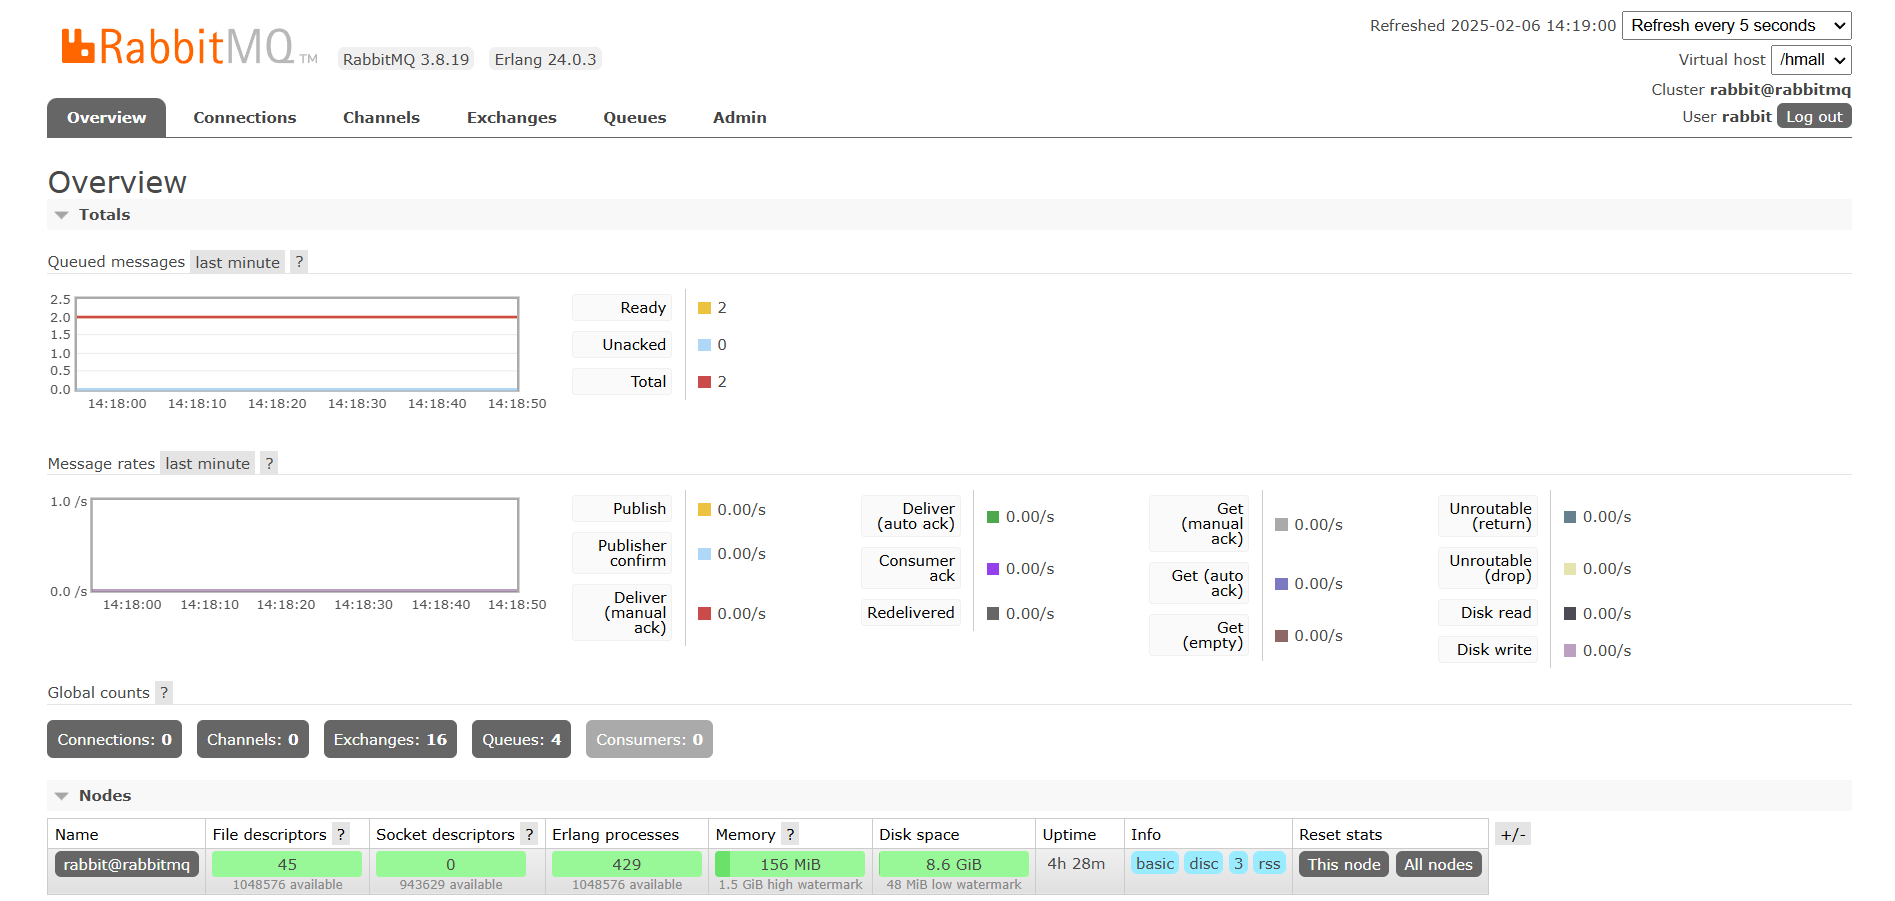 RabbitMQ TM RabbitMQ 3.8.19 Erlang 24.0.3
Refreshed 2025-02-06 14:19:00 Refresh every 5 seconds
Virtual host /hmall
Cluster rabbit@rabbitmq
User rabbit Log out
Overview Connections Channels Exchanges Queues Admin
Overview
Totals
Queued messages last minute ?
2.5
2.0
1.5
1.0
0.5
0.0
14:18:00 14:18:10 14:18:20 14:18:30 14:18:40 14:18:50
Ready 2
Unacked 0
Total 2
Message rates last minute ?
1.0 /s
0.0 /s
14:18:00 14:18:10 14:18:20 14:18:30 14:18:40 14:18:50
Publish 0.00/s
Publisher
confirm 0.00/s
Deliver
(manual
ack) 0.00/s
Deliver
(auto ack) 0.00/s
Consumer
ack 0.00/s
Redelivered 0.00/s
Get
(manual
ack) 0.00/s
Get (auto
ack) 0.00/s
Get
(empty) 0.00/s
Unroutable
(return) 0.00/s
Unroutable
(drop) 0.00/s
Disk read 0.00/s
Disk write 0.00/s
Global counts ?
Connections: 0 Channels: 0 Exchanges: 16 Queues: 4 Consumers: 0
Nodes
Name File descriptors ? Socket descriptors ? Erlang processes Memory ? Disk space Uptime Info Reset stats +/-
rabbit@rabbitmq 45 0 429 156 MiB 8.6 GiB 4h 28m basic disc 3 rss This node All nodes
1048576 available 943629 available 1048576 available 1.5 GiB high watermark 48 MiB low watermark